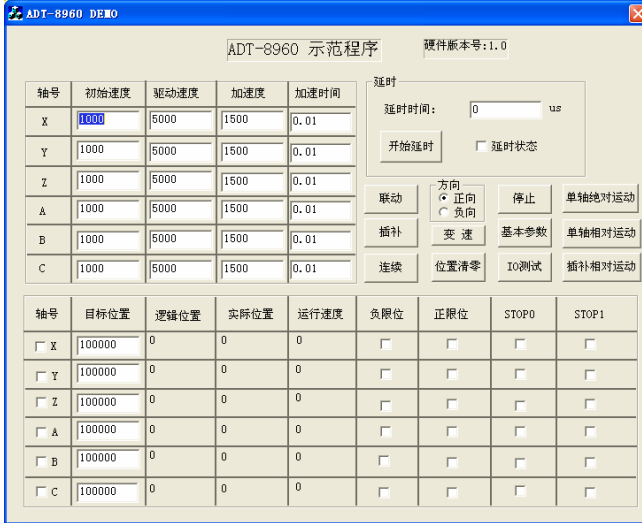 ADT-8960 DEMO
ADT-8960 示范程序
硬件版本号:1.0
轴号 初始速度 驱动速度 加速度 加速时间
X 1000 5000 1500 0.01
Y 1000 5000 1500 0.01
Z 1000 5000 1500 0.01
A 1000 5000 1500 0.01
B 1000 5000 1500 0.01
C 1000 5000 1500 0.01
延时
延时时间: 0 us
开始延时 延时状态
联动 方向 正向 负向 停止 单轴绝对运动
插补 变 速 基本参数 单轴相对运动
连续 位置清零 IO测试 插补相对运动
轴号 目标位置 逻辑位置 实际位置 运行速度 负限位 正限位 STOP0 STOP1
X 100000 0 0 0
Y 100000 0 0 0
Z 100000 0 0 0
A 100000 0 0 0
B 100000 0 0 0
C 100000 0 0 0